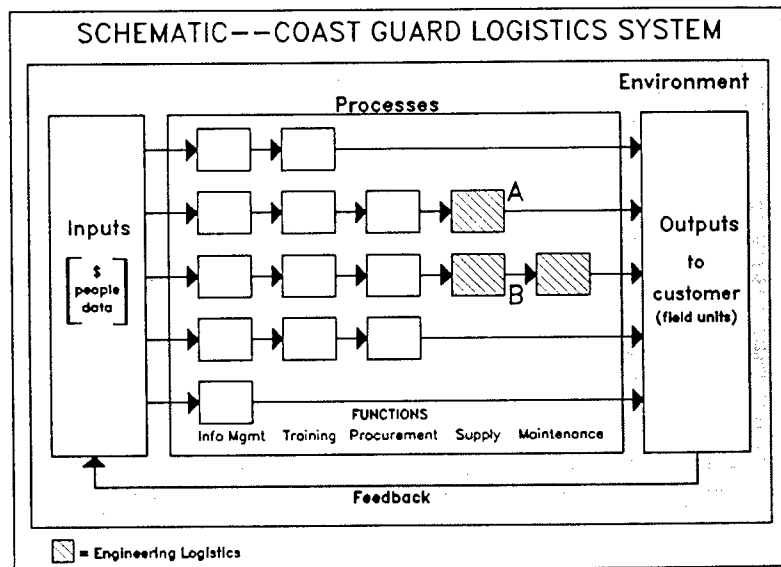 SCHEMATIC--COAST GUARD LOGISTICS SYSTEM
Environment
Processes
Inputs
$
people
data
A
B
Outputs
to
customer
(field units)
FUNCTIONS
Info Mgmt Training Procurement Supply Maintenance
Feedback
= Engineering Logistics